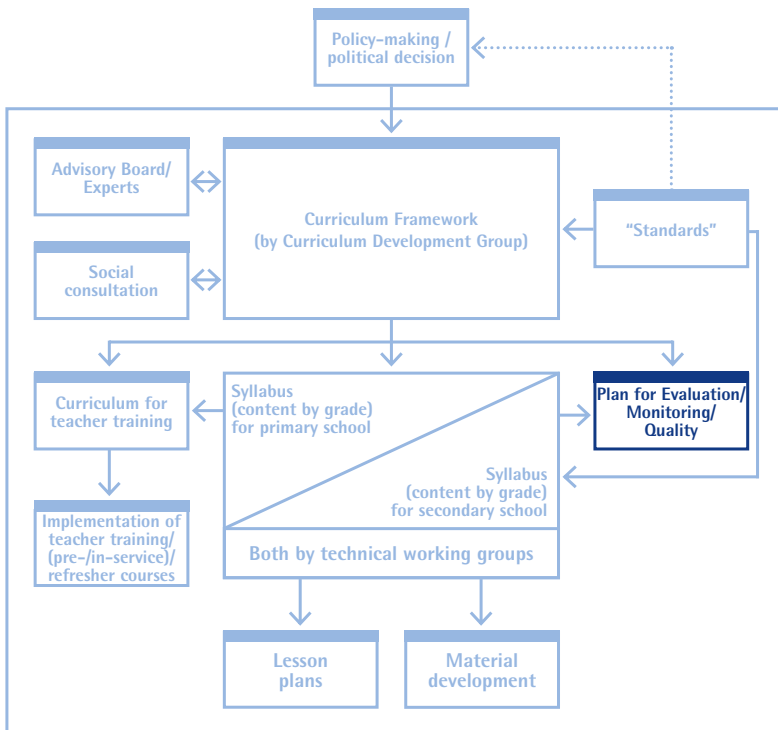 Policy-making /
political decision
Advisory Board/
Experts
Curriculum Framework
(by Curriculum Development Group)
“Standards”
Social
consultation
Curriculum for
teacher training
Syllabus
(content by grade)
for primary school
Plan for Evaluation/
Monitoring/
Quality
Syllabus
(content by grade)
for secondary school
Implementation of
teacher training/
(pre-/in-service)/
refresher courses
Both by technical working groups
Lesson
plans
Material
development